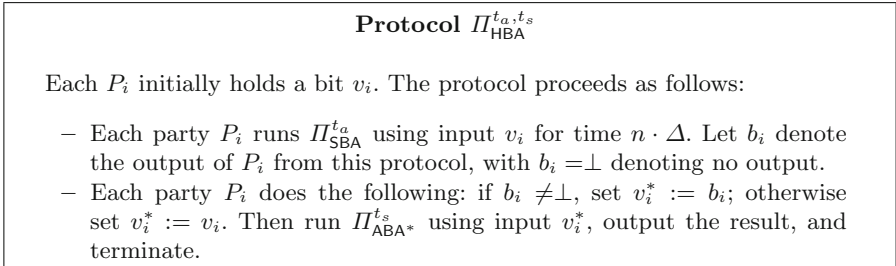 Protocol Π^{t_a,t_s}_{HBA}
Each P_i initially holds a bit v_i. The protocol proceeds as follows:
– Each party P_i runs Π^{t_a}_{SBA} using input v_i for time n · Δ. Let b_i denote
the output of P_i from this protocol, with b_i =⊥ denoting no output.
– Each party P_i does the following: if b_i ≠⊥, set v_i^* := b_i; otherwise
set v_i^* := v_i. Then run Π^{t_s}_{ABA*} using input v_i^*, output the result, and
terminate.